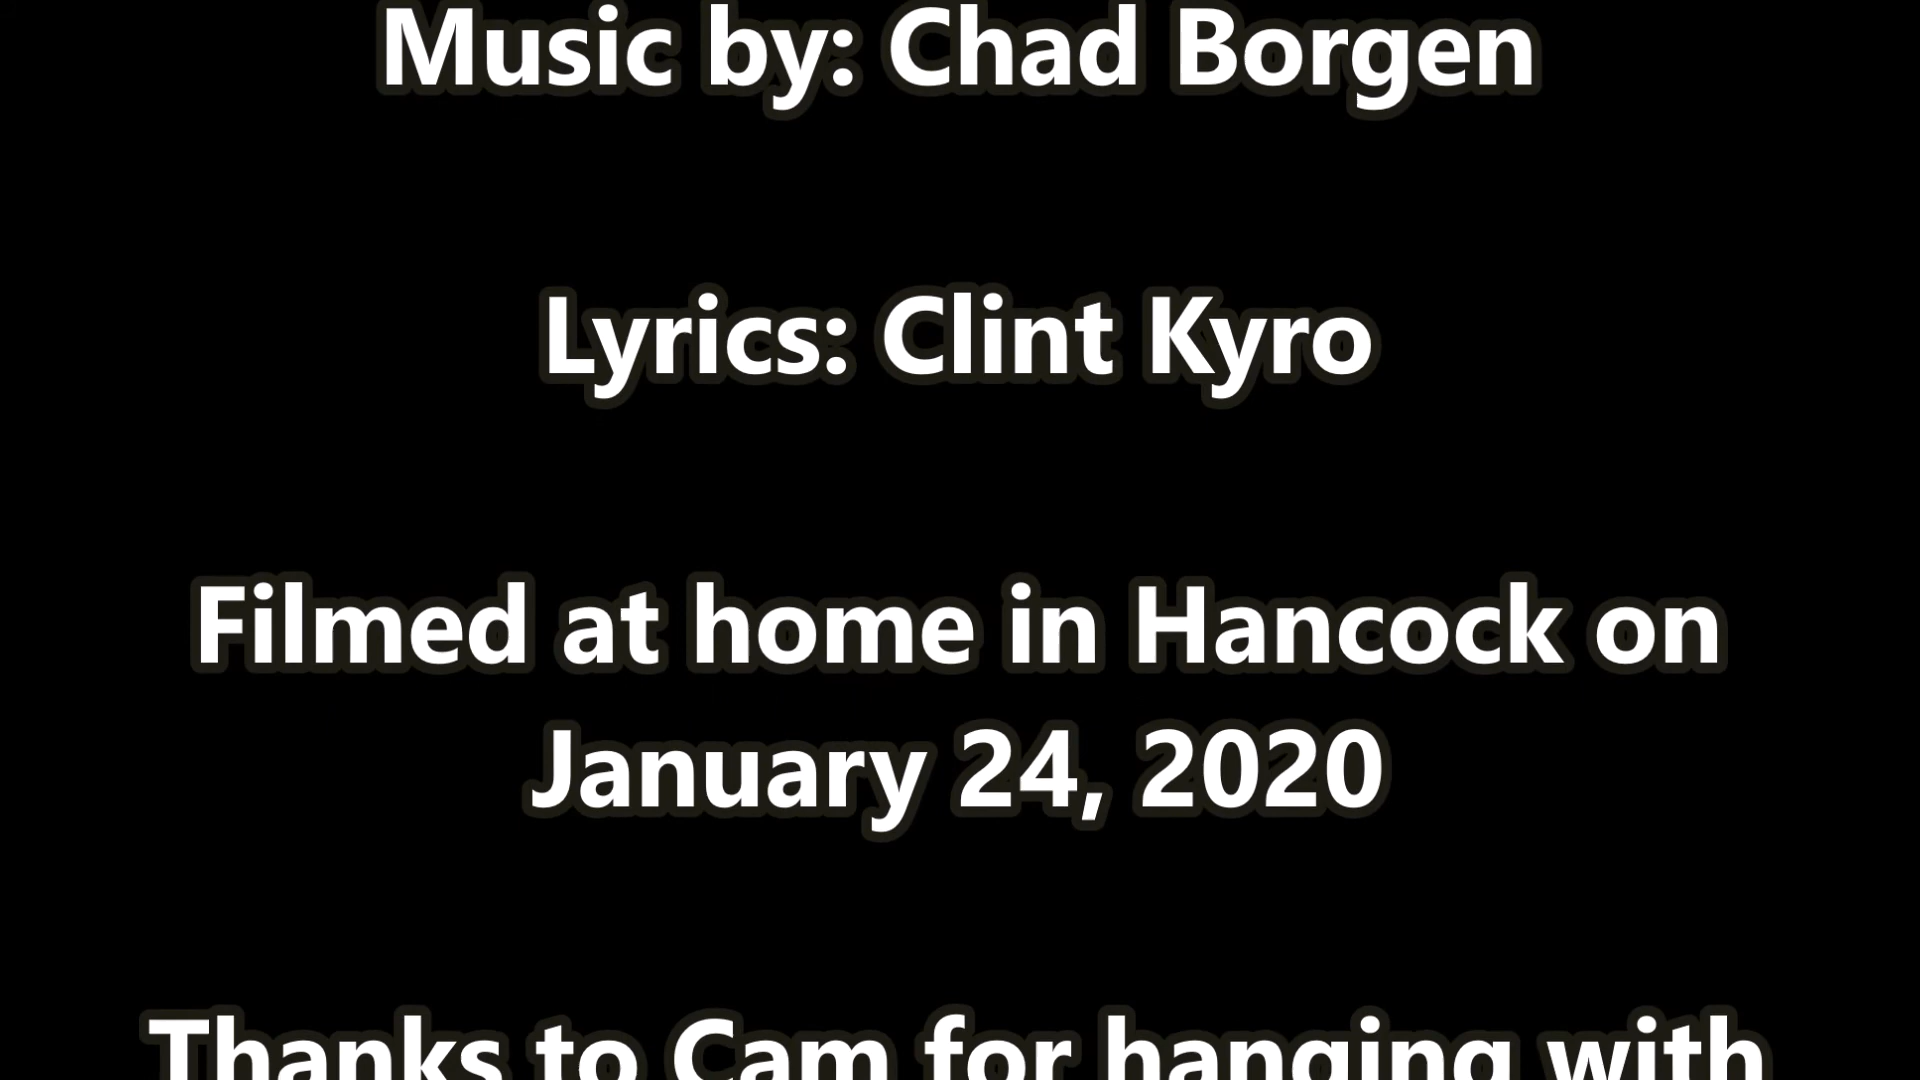 Music by: Chad Borgen
Lyrics: Clint Kyro
Filmed at home in Hancock on
January 24, 2020
Thanks to Cam for hanging with